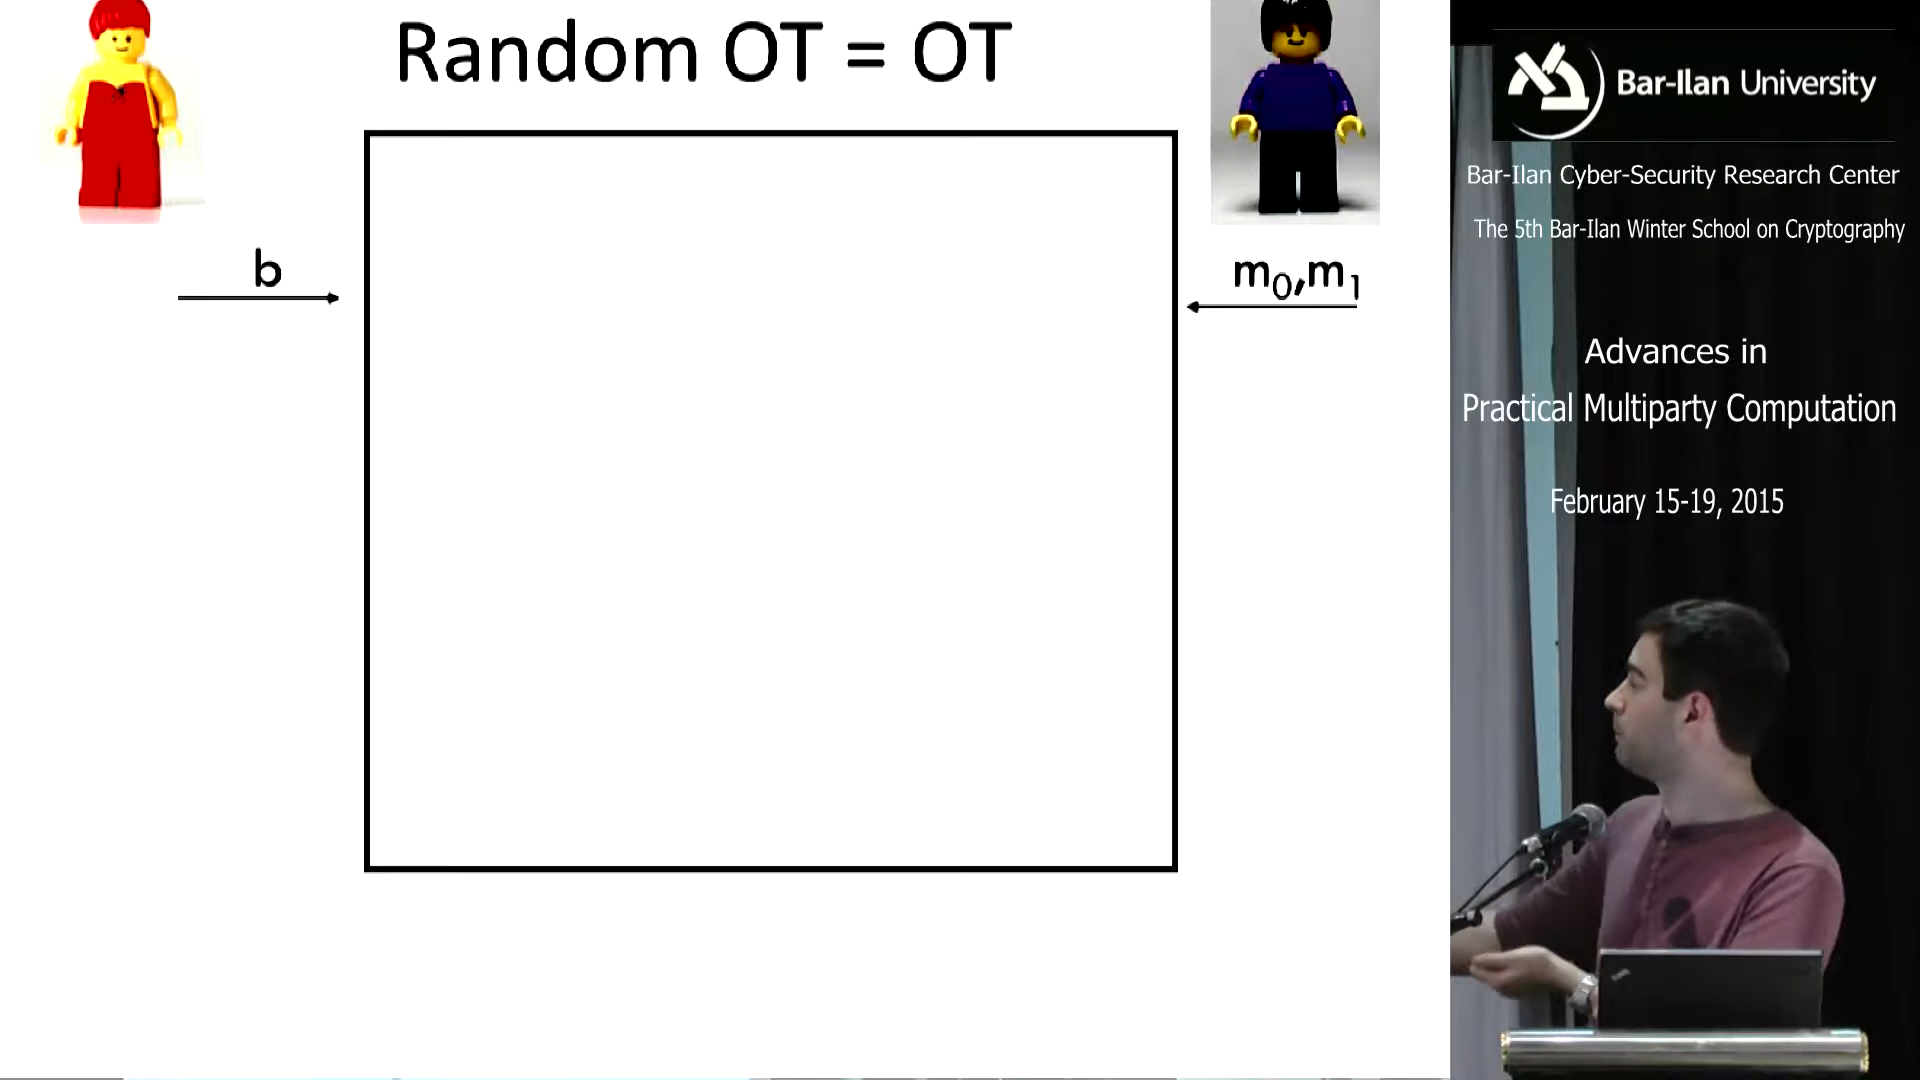 Random OT = OT
b
m₀,m₁
Bar-Ilan University
Bar-Ilan Cyber-Security Research Center
The 5th Bar-Ilan Winter School on Cryptography
Advances in
Practical Multiparty Computation
February 15-19, 2015